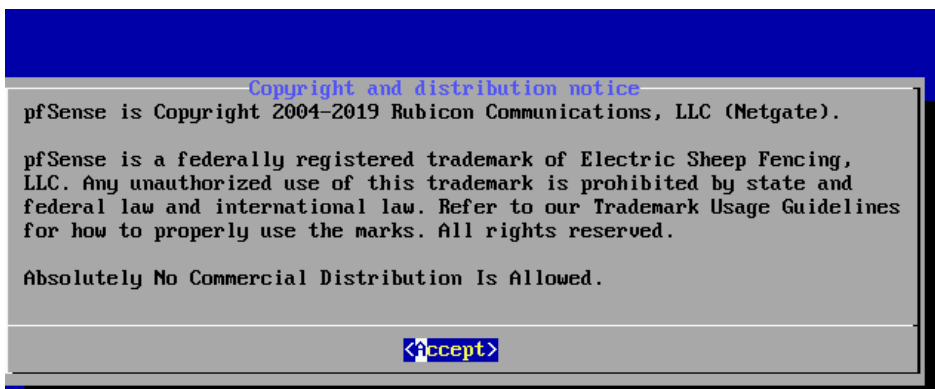 Copyright and distribution notice
pfSense is Copyright 2004-2019 Rubicon Communications, LLC (Netgate).
pfSense is a federally registered trademark of Electric Sheep Fencing,
LLC. Any unauthorized use of this trademark is prohibited by state and
federal law and international law. Refer to our Trademark Usage Guidelines
for how to properly use the marks. All rights reserved.
Absolutely No Commercial Distribution Is Allowed.
<Accept>